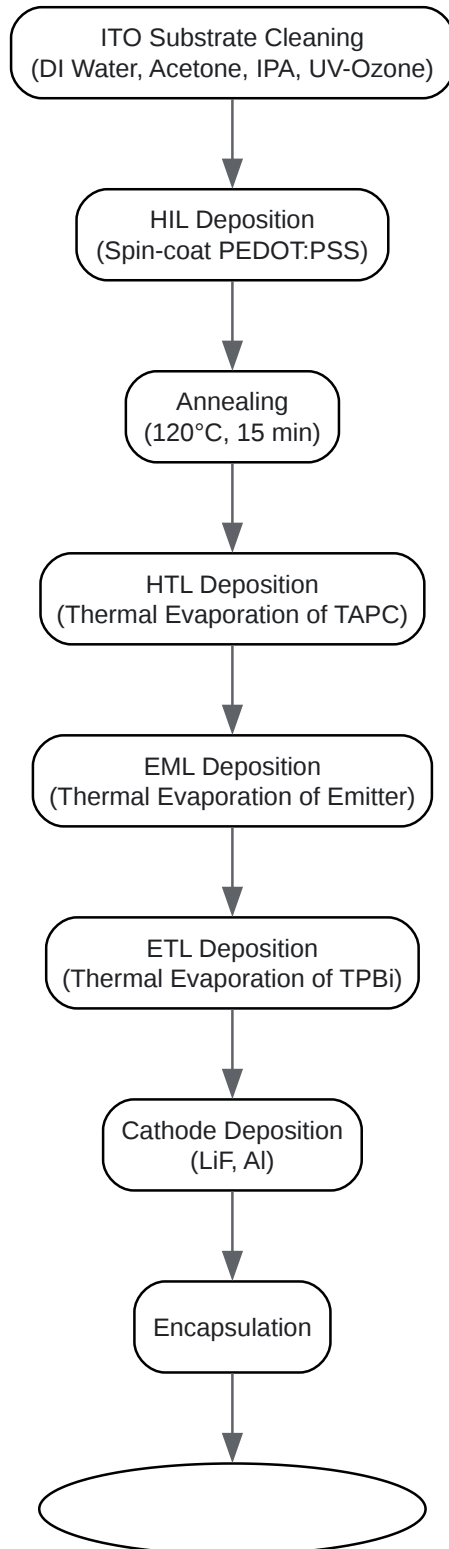 ITO Substrate Cleaning
(DI Water, Acetone, IPA, UV-Ozone)
HIL Deposition
(Spin-coat PEDOT:PSS)
Annealing
(120°C, 15 min)
HTL Deposition
(Thermal Evaporation of TAPC)
EML Deposition
(Thermal Evaporation of Emitter)
ETL Deposition
(Thermal Evaporation of TPBi)
Cathode Deposition
(LiF, Al)
Encapsulation